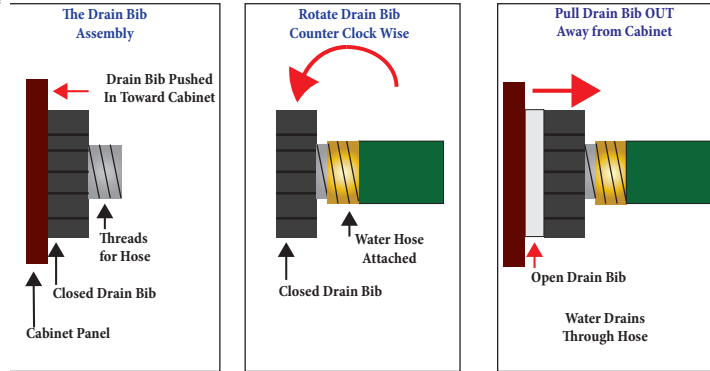 The Drain Bib
Assembly
Drain Bib Pushed
In Toward Cabinet
Threads
for Hose
Closed Drain Bib
Cabinet Panel
Rotate Drain Bib
Counter Clock Wise
Water Hose
Attached
Closed Drain Bib
Pull Drain Bib OUT
Away from Cabinet
Open Drain Bib
Water Drains
Through Hose